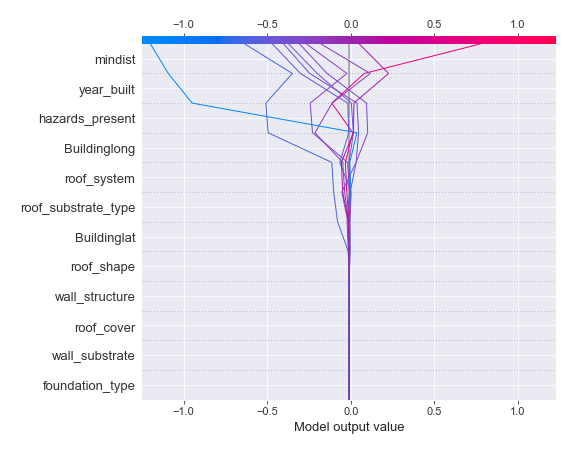 −1.0 −0.5 0.0 0.5 1.0
mindist
year_built
hazards_present
Buildinglong
roof_system
roof_substrate_type
Buildinglat
roof_shape
wall_structure
roof_cover
wall_substrate
foundation_type
−1.0 −0.5 0.0 0.5 1.0
Model output value